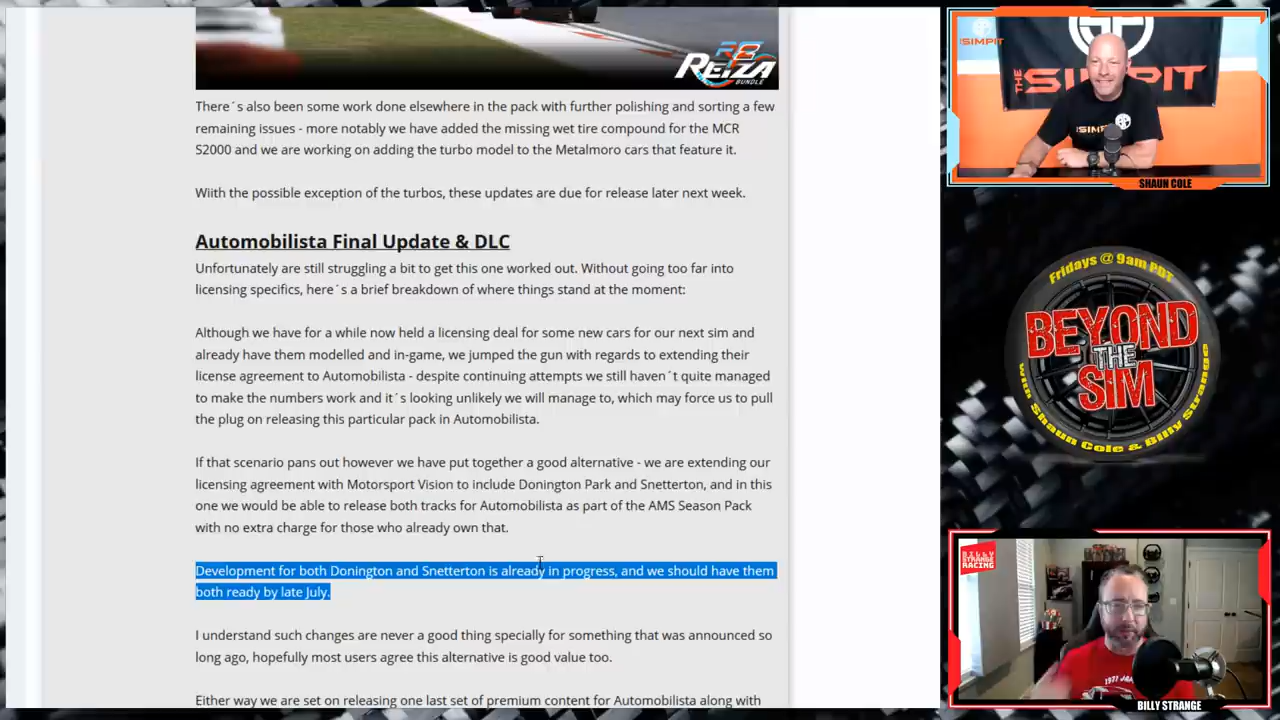 REIZA
BUNDLE
There´s also been some work done elsewhere in the pack with further polishing and sorting a few
remaining issues - more notably we have added the missing wet tire compound for the MCR
S2000 and we are working on adding the turbo model to the Metalmoro cars that feature it.
Wiith the possible exception of the turbos, these updates are due for release later next week.
Automobilista Final Update & DLC
Unfortunately are still struggling a bit to get this one worked out. Without going too far into
licensing specifics, here´s a brief breakdown of where things stand at the moment:
Although we have for a while now held a licensing deal for some new cars for our next sim and
already have them modelled and in-game, we jumped the gun with regards to extending their
license agreement to Automobilista - despite continuing attempts we still haven´t quite managed
to make the numbers work and it´s looking unlikely we will manage to, which may force us to pull
the plug on releasing this particular pack in Automobilista.
If that scenario pans out however we have put together a good alternative - we are extending our
licensing agreement with Motorsport Vision to include Donington Park and Snetterton, and in this
one we would be able to release both tracks for Automobilista as part of the AMS Season Pack
with no extra charge for those who already own that.
Development for both Donington and Snetterton is already in progress, and we should have them
both ready by late July.
I understand such changes are never a good thing specially for something that was announced so
long ago, hopefully most users agree this alternative is good value too.
Either way we are set on releasing one last set of premium content for Automobilista along with
SIMPIT
THE SIMPIT
SHAUN COLE
Fridays @ 9am PDT
BEYOND
THE
SIM
with Shaun Cole & Billy Strange
BILLY
STRANGE
RACING
BILLY STRANGE